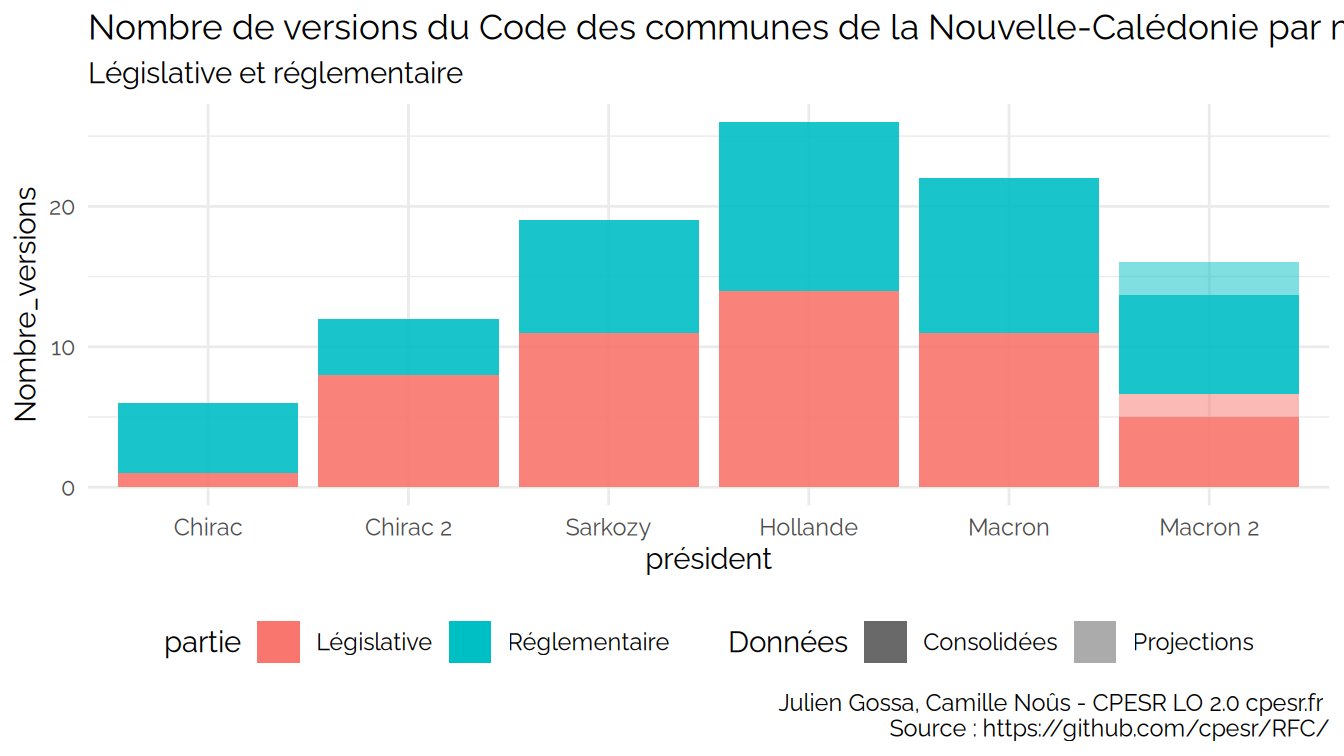 Nombre de versions du Code des communes de la Nouvelle-Calédonie par
Législative et réglementaire
Nombre_versions
20
10
0
Chirac Chirac 2 Sarkozy Hollande Macron Macron 2
président
partie Législative Réglementaire Données Consolidées Projections
Julien Gossa, Camille Noûs - CPESR LO 2.0 cpesr.fr
Source : https://github.com/cpesr/RFC/